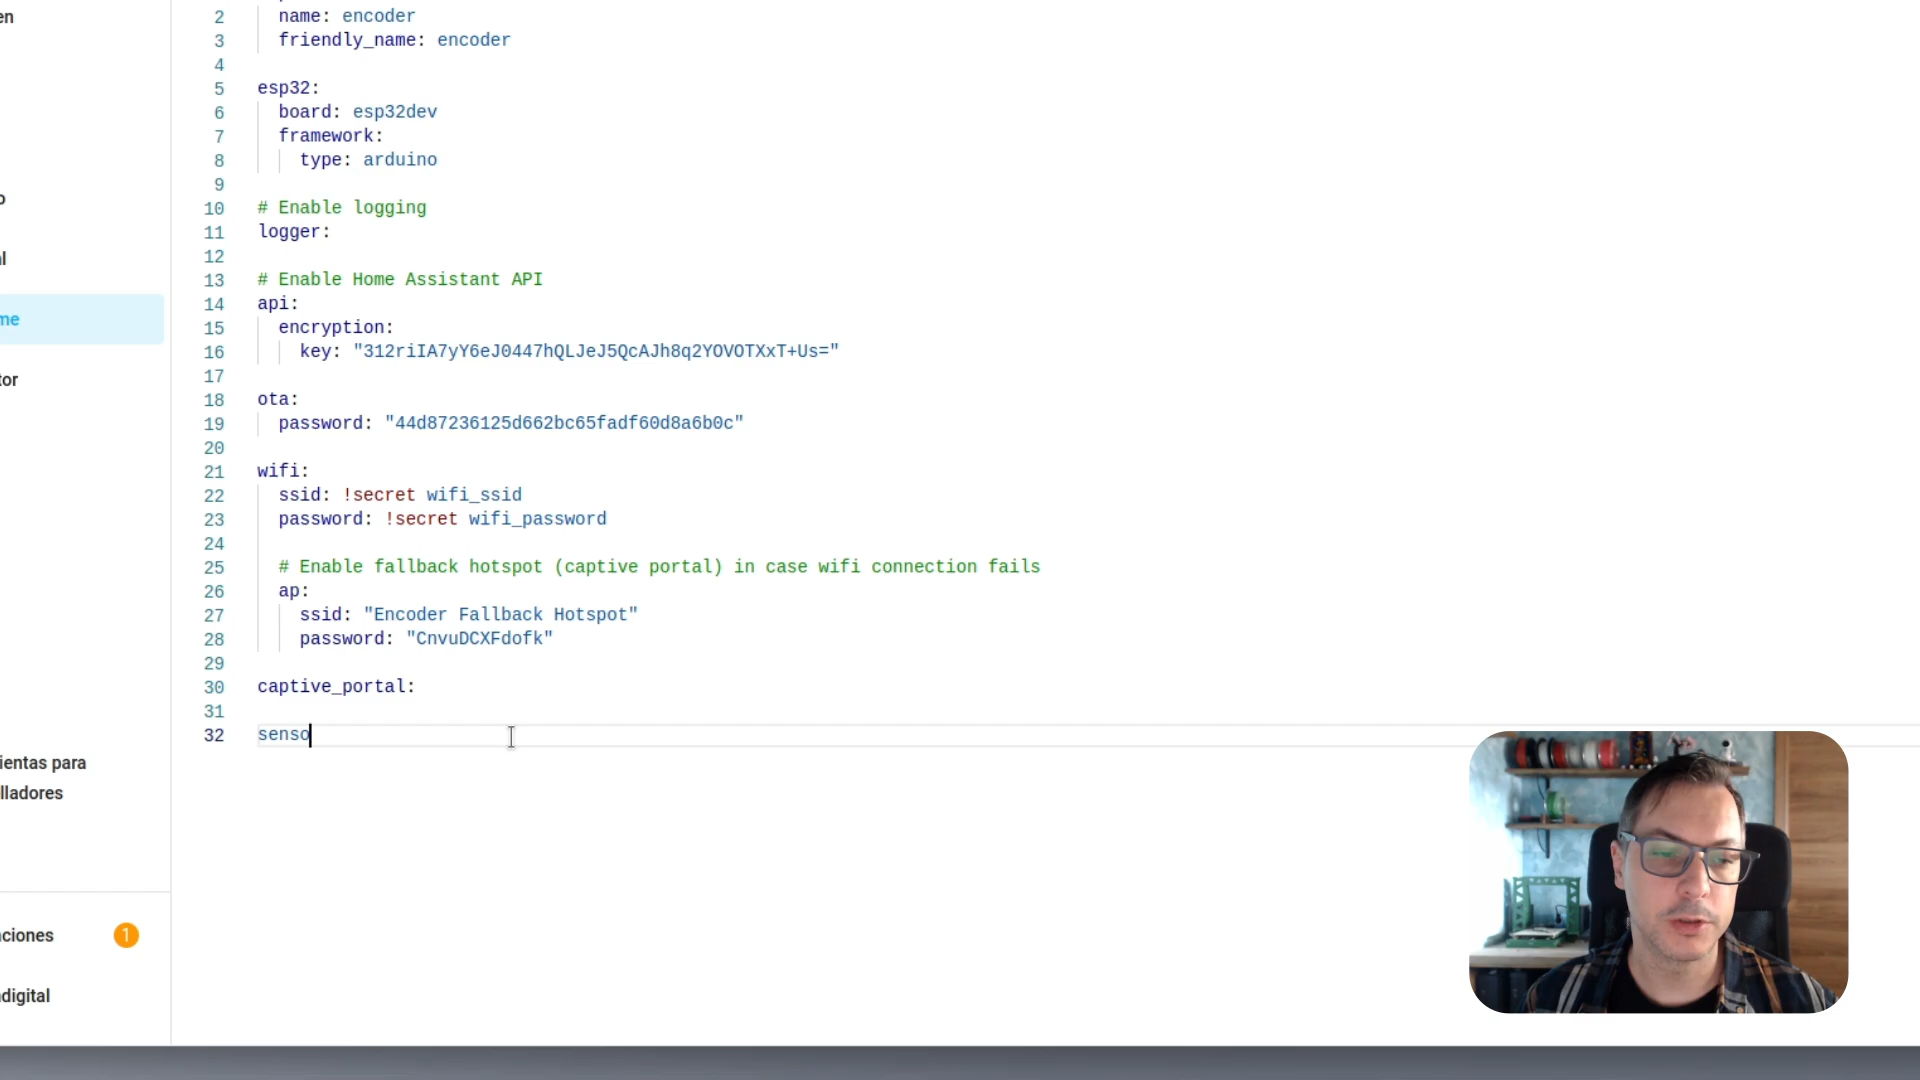 en
2 name: encoder
3 friendly_name: encoder
4
5 esp32:
6 board: esp32dev
7 framework:
8 type: arduino
9
o
10 # Enable logging
11 logger:
al
12
13 # Enable Home Assistant API
14 api:
me
15 encryption:
16 key: "312riIA7yY6eJ0447hQLJeJ5QcAJh8q2YOVOTXxT+Us="
tor
17
18 ota:
19 password: "44d87236125d662bc65fadf60d8a6b0c"
20
21 wifi:
22 ssid: !secret wifi_ssid
23 password: !secret wifi_password
24
25 # Enable fallback hotspot (captive portal) in case wifi connection fails
26 ap:
27 ssid: "Encoder Fallback Hotspot"
28 password: "CnvuDCXFdofk"
29
30 captive_portal:
31
32 senso
ientas para
lladores
ciones 1
digital